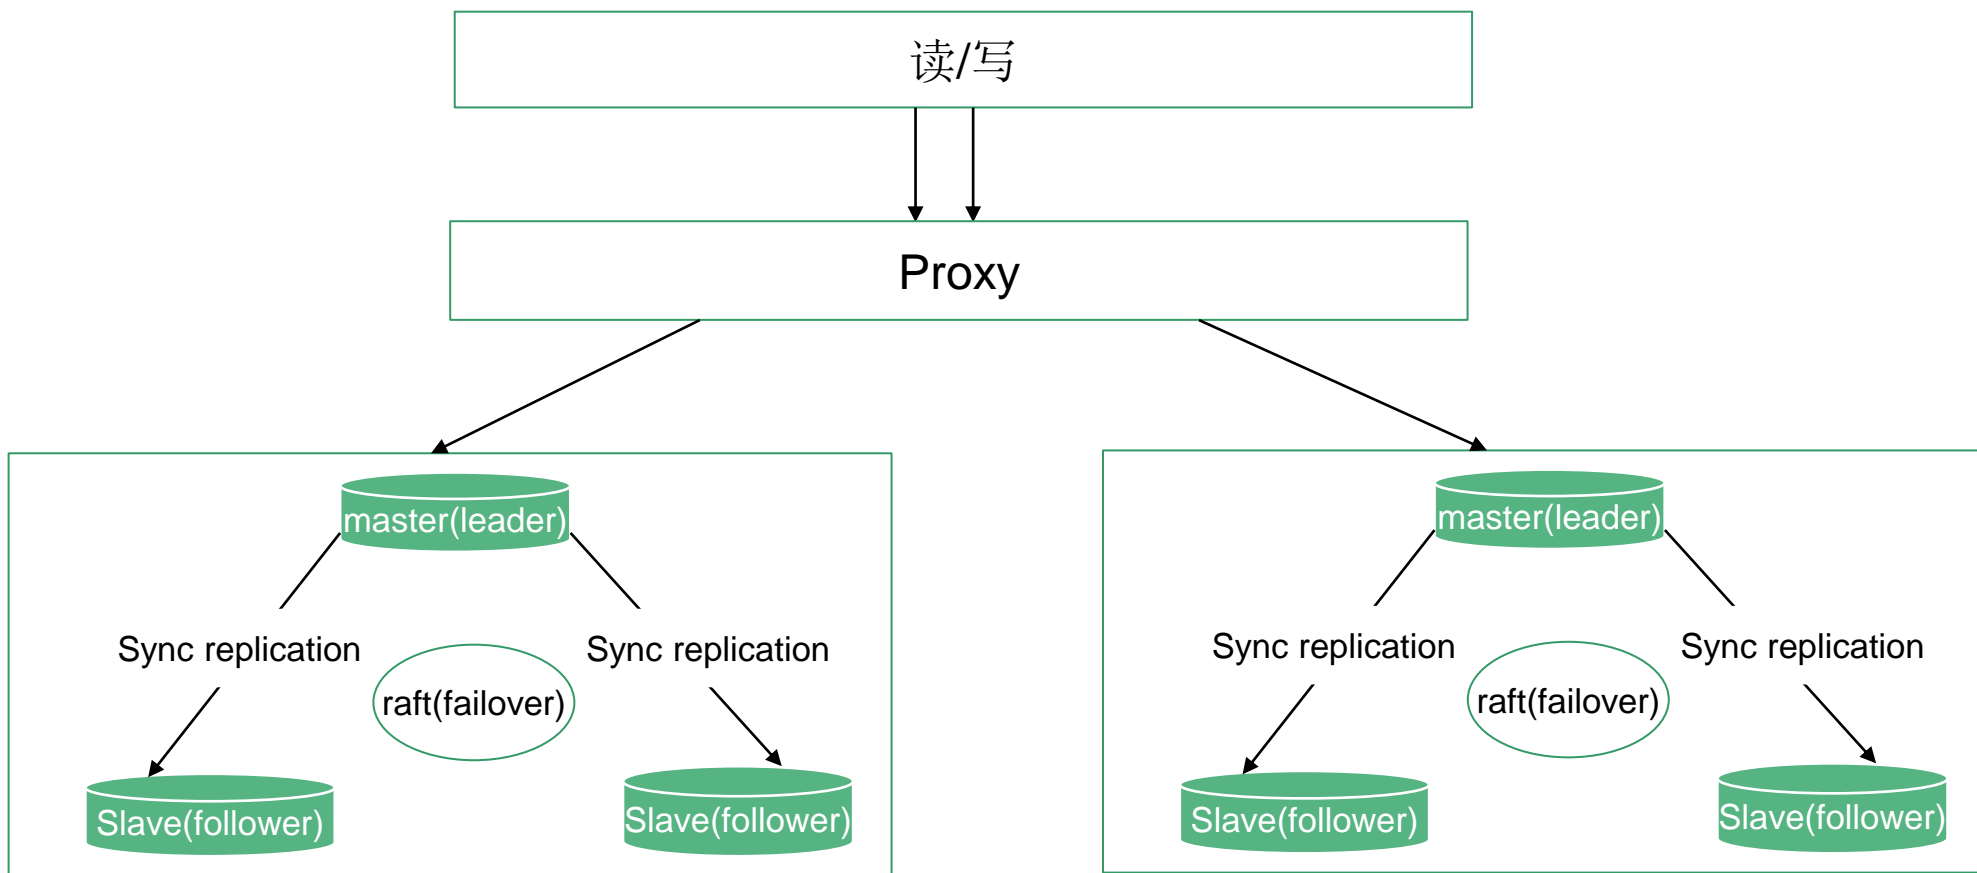 读/写
Proxy
master(leader)
Sync replication
Sync replication
raft(failover)
Slave(follower)
Slave(follower)
master(leader)
Sync replication
Sync replication
raft(failover)
Slave(follower)
Slave(follower)